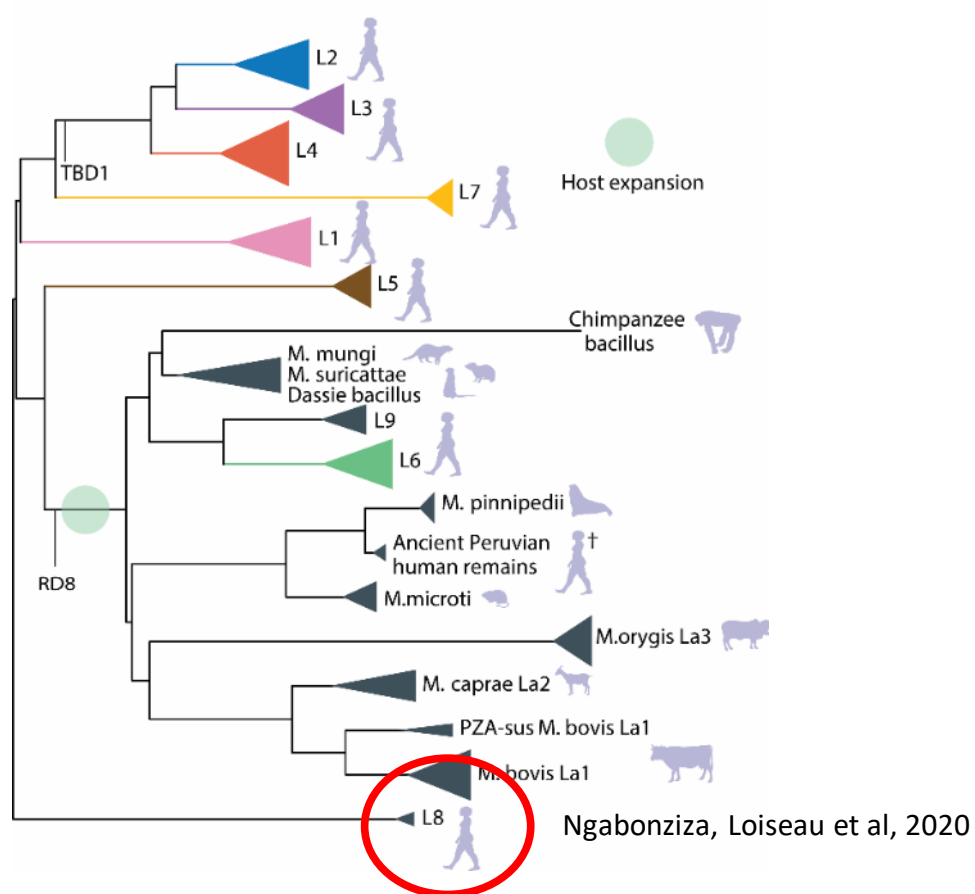 L2
L3
L4
TBD1
Host expansion
L7
L1
L5
Chimpanzee
bacillus
M. mungi
M. suricattae
Dassie bacillus
L9
L6
M. pinnipedii
Ancient Peruvian †
human remains
RD8
M.microti
M.orygis La3
M. caprae La2
PZA-sus M. bovis La1
M. bovis La1
L8
Ngabonziza, Loiseau et al, 2020